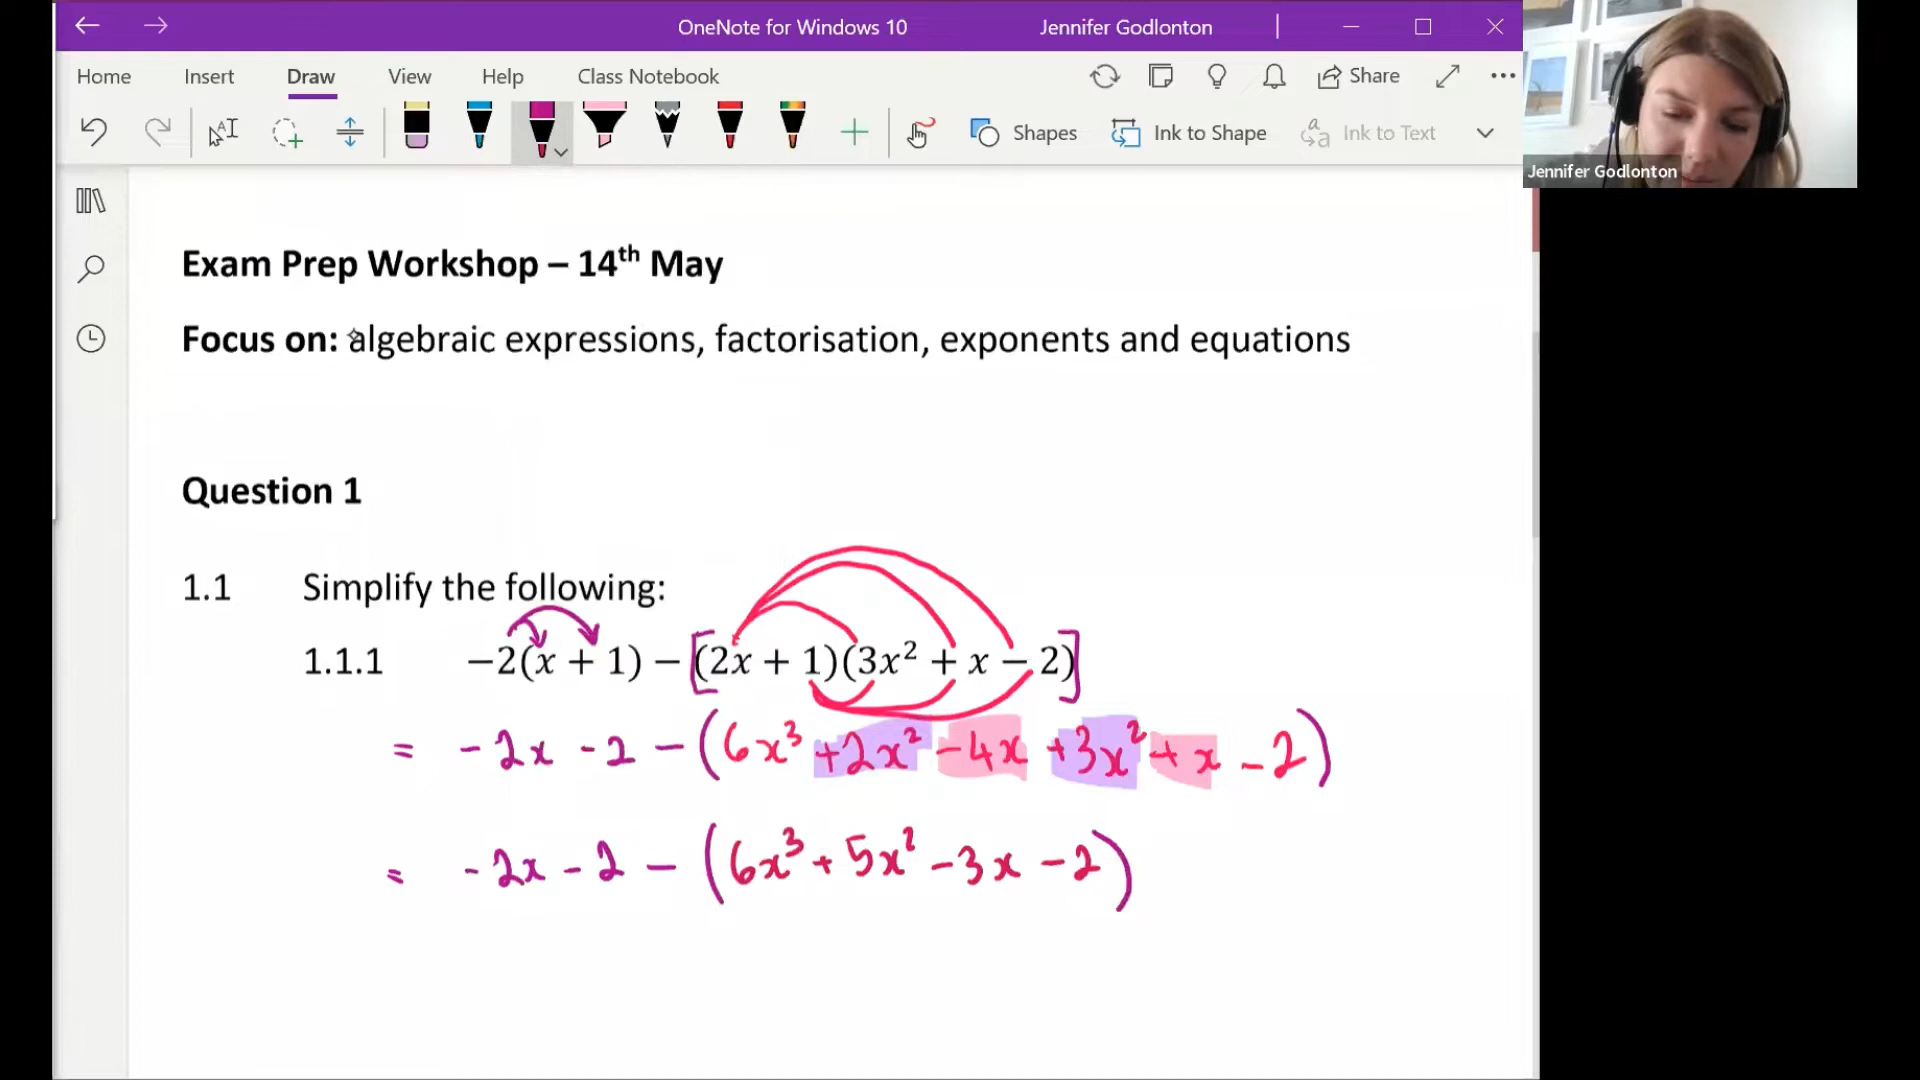 OneNote for Windows 10 Jennifer Godlonton
Home Insert Draw View Help Class Notebook Share
Shapes Ink to Shape Ink to Text
Jennifer Godlonton
Exam Prep Workshop – 14th May
Focus on: algebraic expressions, factorisation, exponents and equations
Question 1
1.1 Simplify the following:
1.1.1 −2(x + 1) − [(2x + 1)(3x² + x − 2)]
= -2x - 2 - (6x³ + 2x² - 4x + 3x² + x - 2)
= -2x - 2 - (6x³ + 5x² - 3x - 2)